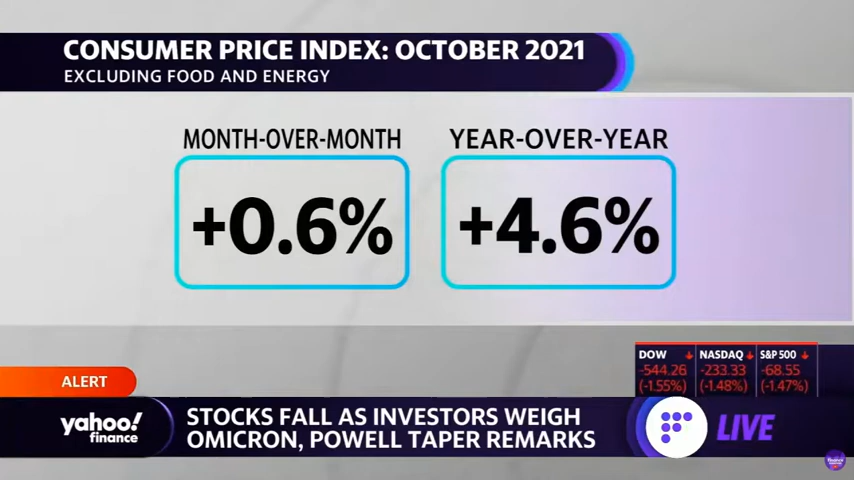 CONSUMER PRICE INDEX: OCTOBER 2021
EXCLUDING FOOD AND ENERGY
MONTH-OVER-MONTH
+0.6%
YEAR-OVER-YEAR
+4.6%
DOW
-544.26
(-1.55%)
NASDAQ
-233.33
(-1.48%)
S&P 500
-68.55
(-1.47%)
ALERT
yahoo!
finance
STOCKS FALL AS INVESTORS WEIGH
OMICRON, POWELL TAPER REMARKS
LIVE